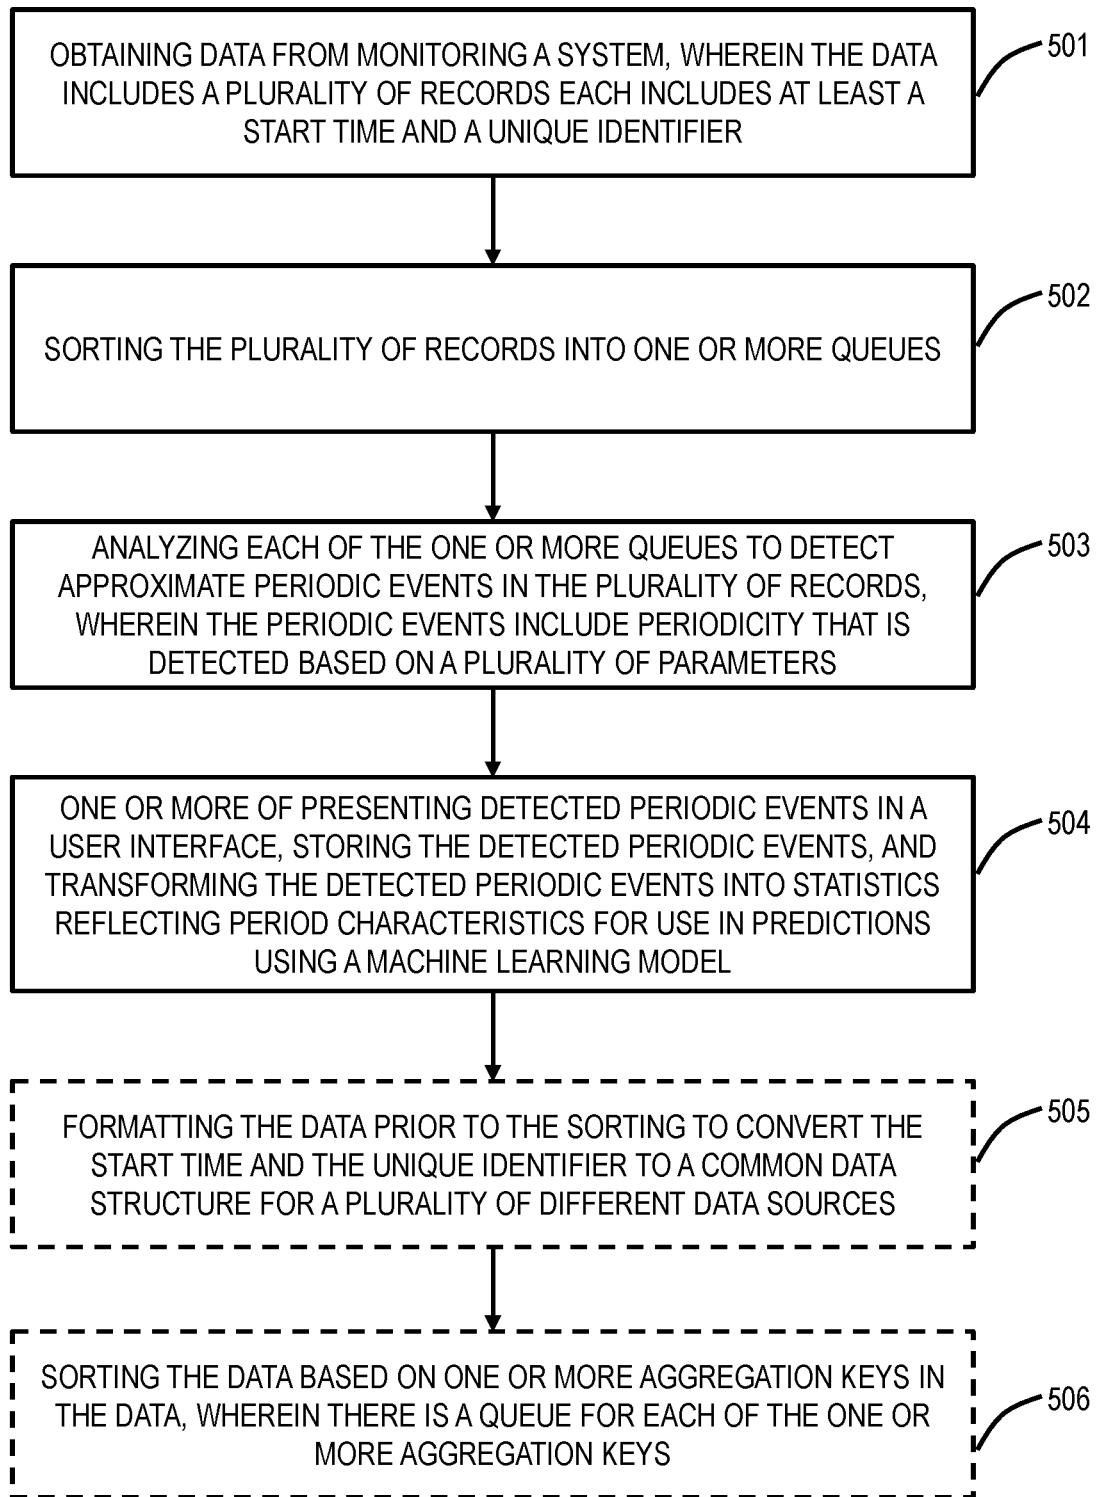 OBTAINING DATA FROM MONITORING A SYSTEM, WHEREIN THE DATA
INCLUDES A PLURALITY OF RECORDS EACH INCLUDES AT LEAST A
START TIME AND A UNIQUE IDENTIFIER
501
SORTING THE PLURALITY OF RECORDS INTO ONE OR MORE QUEUES
502
ANALYZING EACH OF THE ONE OR MORE QUEUES TO DETECT
APPROXIMATE PERIODIC EVENTS IN THE PLURALITY OF RECORDS,
WHEREIN THE PERIODIC EVENTS INCLUDE PERIODICITY THAT IS
DETECTED BASED ON A PLURALITY OF PARAMETERS
503
ONE OR MORE OF PRESENTING DETECTED PERIODIC EVENTS IN A
USER INTERFACE, STORING THE DETECTED PERIODIC EVENTS, AND
TRANSFORMING THE DETECTED PERIODIC EVENTS INTO STATISTICS
REFLECTING PERIOD CHARACTERISTICS FOR USE IN PREDICTIONS
USING A MACHINE LEARNING MODEL
504
FORMATTING THE DATA PRIOR TO THE SORTING TO CONVERT THE
START TIME AND THE UNIQUE IDENTIFIER TO A COMMON DATA
STRUCTURE FOR A PLURALITY OF DIFFERENT DATA SOURCES
505
SORTING THE DATA BASED ON ONE OR MORE AGGREGATION KEYS IN
THE DATA, WHEREIN THERE IS A QUEUE FOR EACH OF THE ONE OR
MORE AGGREGATION KEYS
506